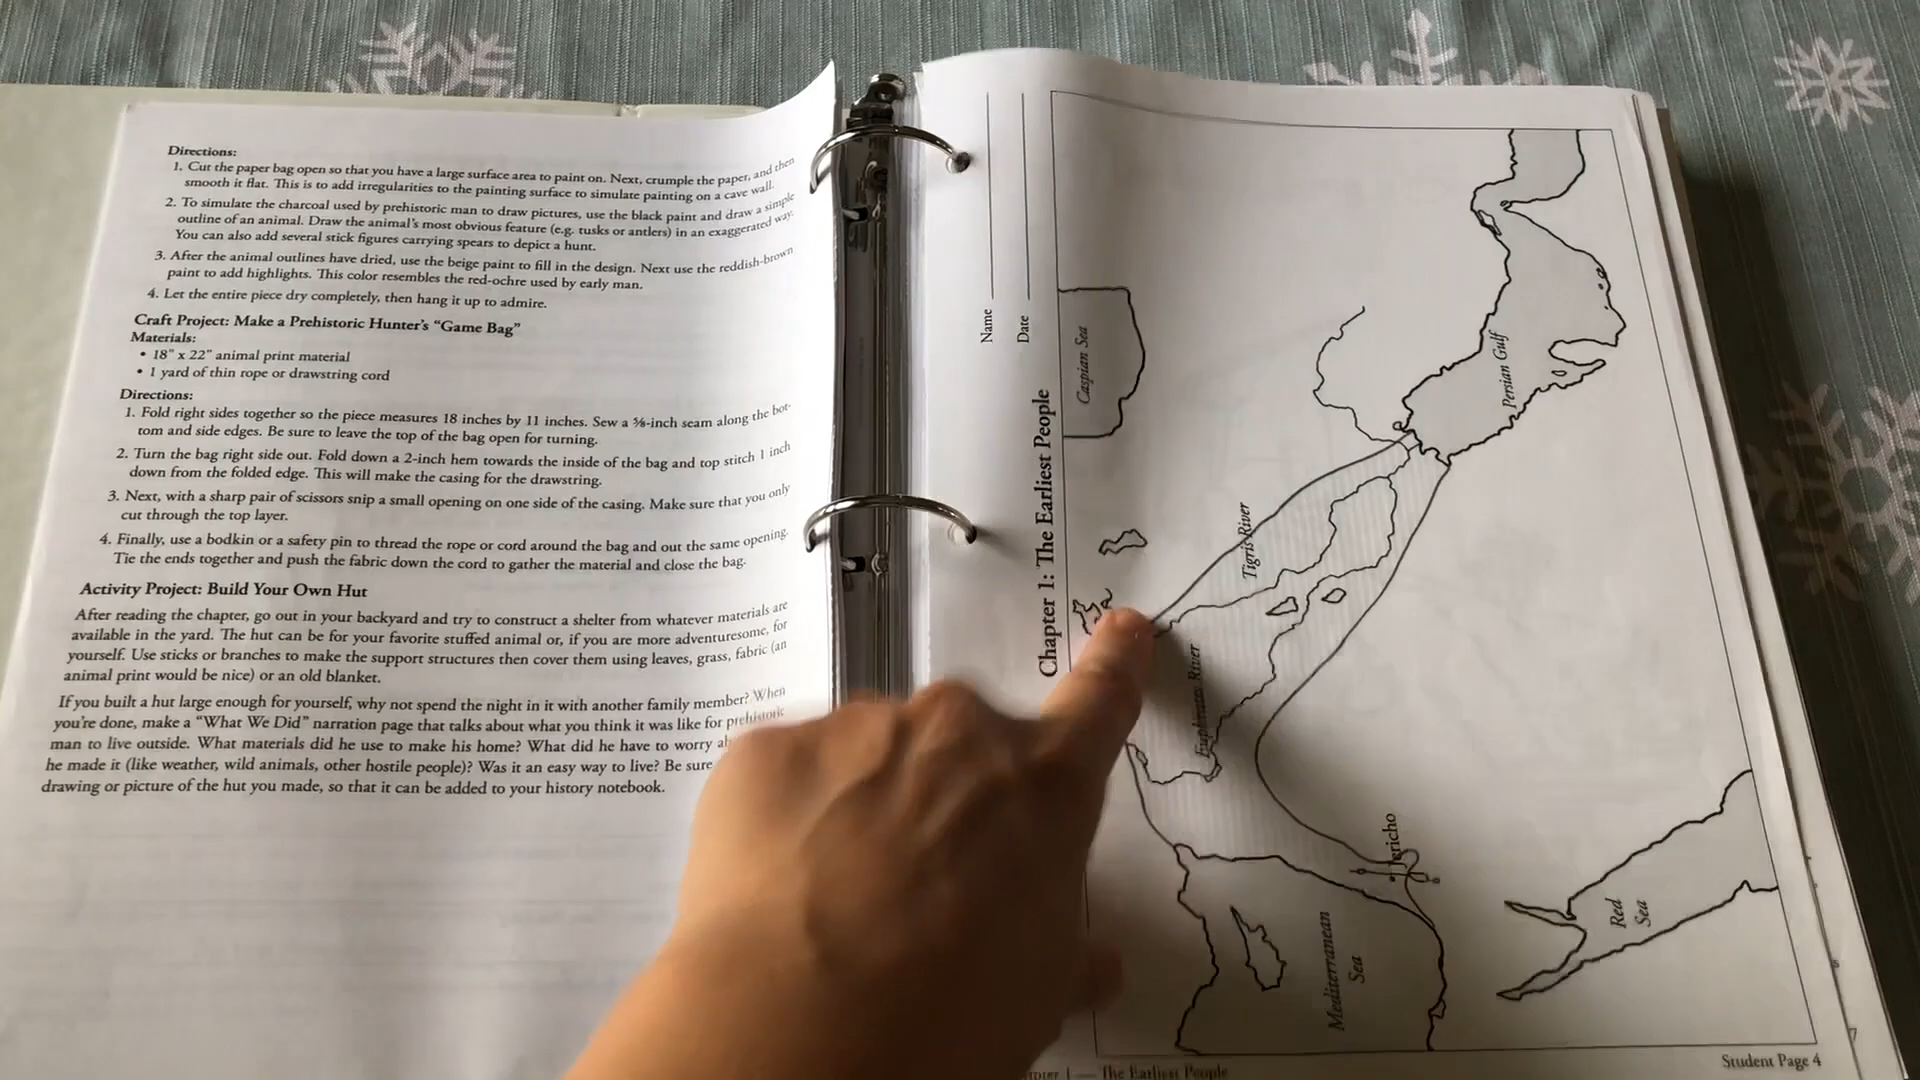 Directions:
1. Cut the paper bag open so that you have a large surface area to paint on. Next, crumple the paper, and then
smooth it flat. This is to add irregularities to the painting surface to simulate painting on a cave wall.
2. To simulate the charcoal used by prehistoric man to draw pictures, use the black paint and draw a simple
outline of an animal. Draw the animal's most obvious feature (e.g. tusks or antlers) in an exaggerated way.
You can also add several stick figures carrying spears to depict a hunt.
3. After the animal outlines have dried, use the beige paint to fill in the design. Next use the reddish-brown
paint to add highlights. This color resembles the red-ochre used by early man.
4. Let the entire piece dry completely, then hang it up to admire.
Craft Project: Make a Prehistoric Hunter's "Game Bag"
Materials:
• 18" x 22" animal print material
• 1 yard of thin rope or drawstring cord
Directions:
1. Fold right sides together so the piece measures 18 inches by 11 inches. Sew a ⅝-inch seam along the bot-
tom and side edges. Be sure to leave the top of the bag open for turning.
2. Turn the bag right side out. Fold down a 2-inch hem towards the inside of the bag and top stitch 1 inch
down from the folded edge. This will make the casing for the drawstring.
3. Next, with a sharp pair of scissors snip a small opening on one side of the casing. Make sure that you only
cut through the top layer.
4. Finally, use a bodkin or a safety pin to thread the rope or cord around the bag and out the same opening.
Tie the ends together and push the fabric down the cord to gather the material and close the bag.
Activity Project: Build Your Own Hut
After reading the chapter, go out in your backyard and try to construct a shelter from whatever materials are
available in the yard. The hut can be for your favorite stuffed animal or, if you are more adventuresome, for
yourself. Use sticks or branches to make the support structures then cover them using leaves, grass, fabric (an
animal print would be nice) or an old blanket.
If you built a hut large enough for yourself, why not spend the night in it with another family member? When
you're done, make a "What We Did" narration page that talks about what you think it was like for prehistoric
man to live outside. What materials did he use to make his home? What did he have to worry
he made it (like weather, wild animals, other hostile people)? Was it an easy way to live? Be sure
drawing or picture of the hut you made, so that it can be added to your history notebook.
Name
Date
Chapter 1: The Earliest People
Caspian Sea
Persian Gulf
Tigris River
Euphrates River
Jericho
Mediterranean
Sea
Red
Sea
1 — The Earliest People
Student Page 4